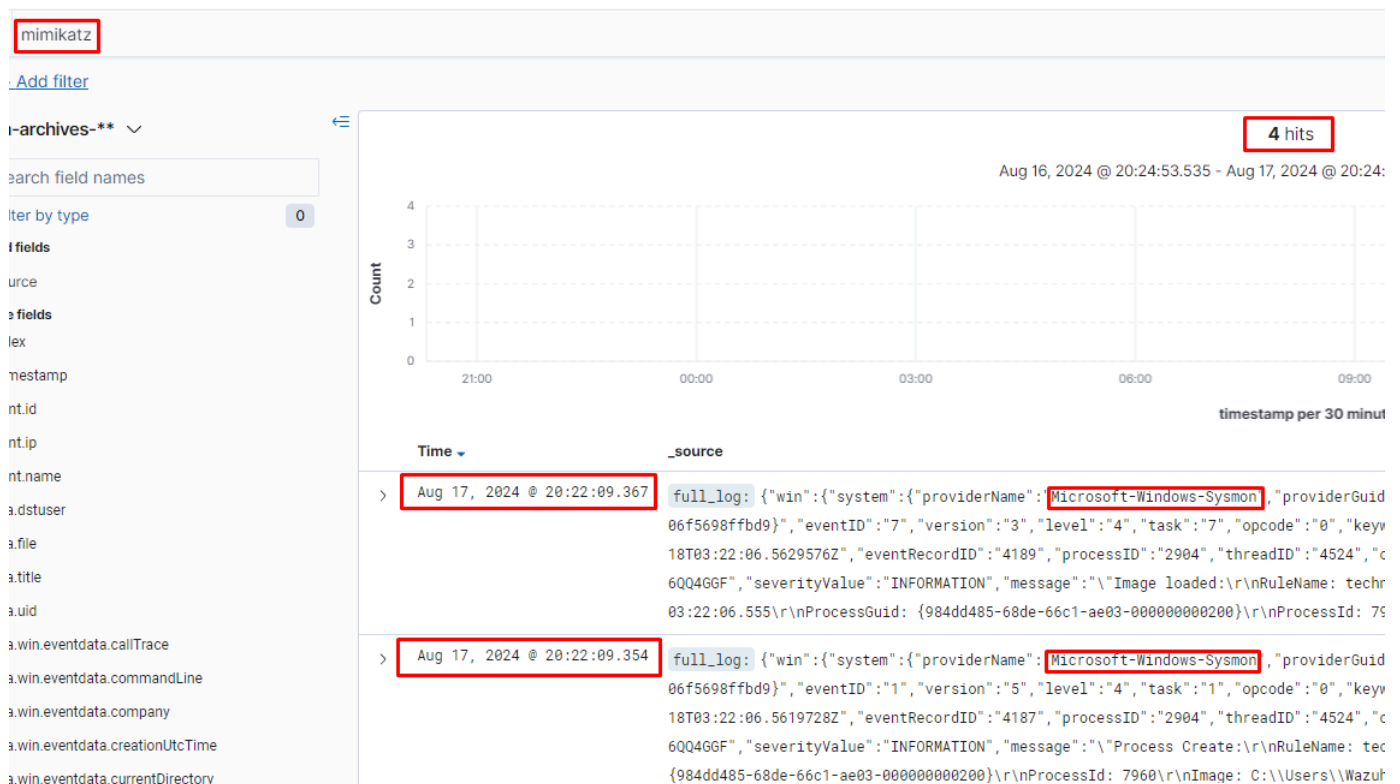 mimikatz
Add filter
-archives-**
earch field names
lter by type 0
d fields
urce
e fields
lex
mestamp
nt.id
nt.ip
nt.name
a.dstuser
a.file
a.title
a.uid
a.win.eventdata.callTrace
a.win.eventdata.commandLine
a.win.eventdata.company
a.win.eventdata.creationUtcTime
a.win.eventdata.currentDirectory
4 hits
Aug 16, 2024 @ 20:24:53.535 - Aug 17, 2024 @ 20:24:
Count
4
3
2
1
0
21:00 00:00 03:00 06:00 09:00
timestamp per 30 minut
Time _source
Aug 17, 2024 @ 20:22:09.367 full_log: {"win":{"system":{"providerName":"Microsoft-Windows-Sysmon","providerGuid
06f5698ffbd9}","eventID":"7","version":"3","level":"4","task":"7","opcode":"0","keyw
18T03:22:06.5629576Z","eventRecordID":"4189","processID":"2904","threadID":"4524","c
6QQ4GGF","severityValue":"INFORMATION","message":"\"Image loaded:\r\nRuleName: techn
03:22:06.555\r\nProcessGuid: {984dd485-68de-66c1-ae03-000000000200}\r\nProcessId: 79
Aug 17, 2024 @ 20:22:09.354 full_log: {"win":{"system":{"providerName":"Microsoft-Windows-Sysmon","providerGuid
06f5698ffbd9}","eventID":"1","version":"5","level":"4","task":"1","opcode":"0","keyw
18T03:22:06.5619728Z","eventRecordID":"4187","processID":"2904","threadID":"4524","c
6QQ4GGF","severityValue":"INFORMATION","message":"\"Process Create:\r\nRuleName: tec
{984dd485-68de-66c1-ae03-000000000200}\r\nProcessId: 7960\r\nImage: C:\\Users\\Wazuh